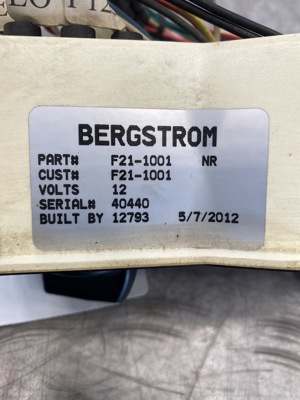 BERGSTROM
PART# F21-1001 NR
CUST# F21-1001
VOLTS 12
SERIAL# 40440
BUILT BY 12793 5/7/2012